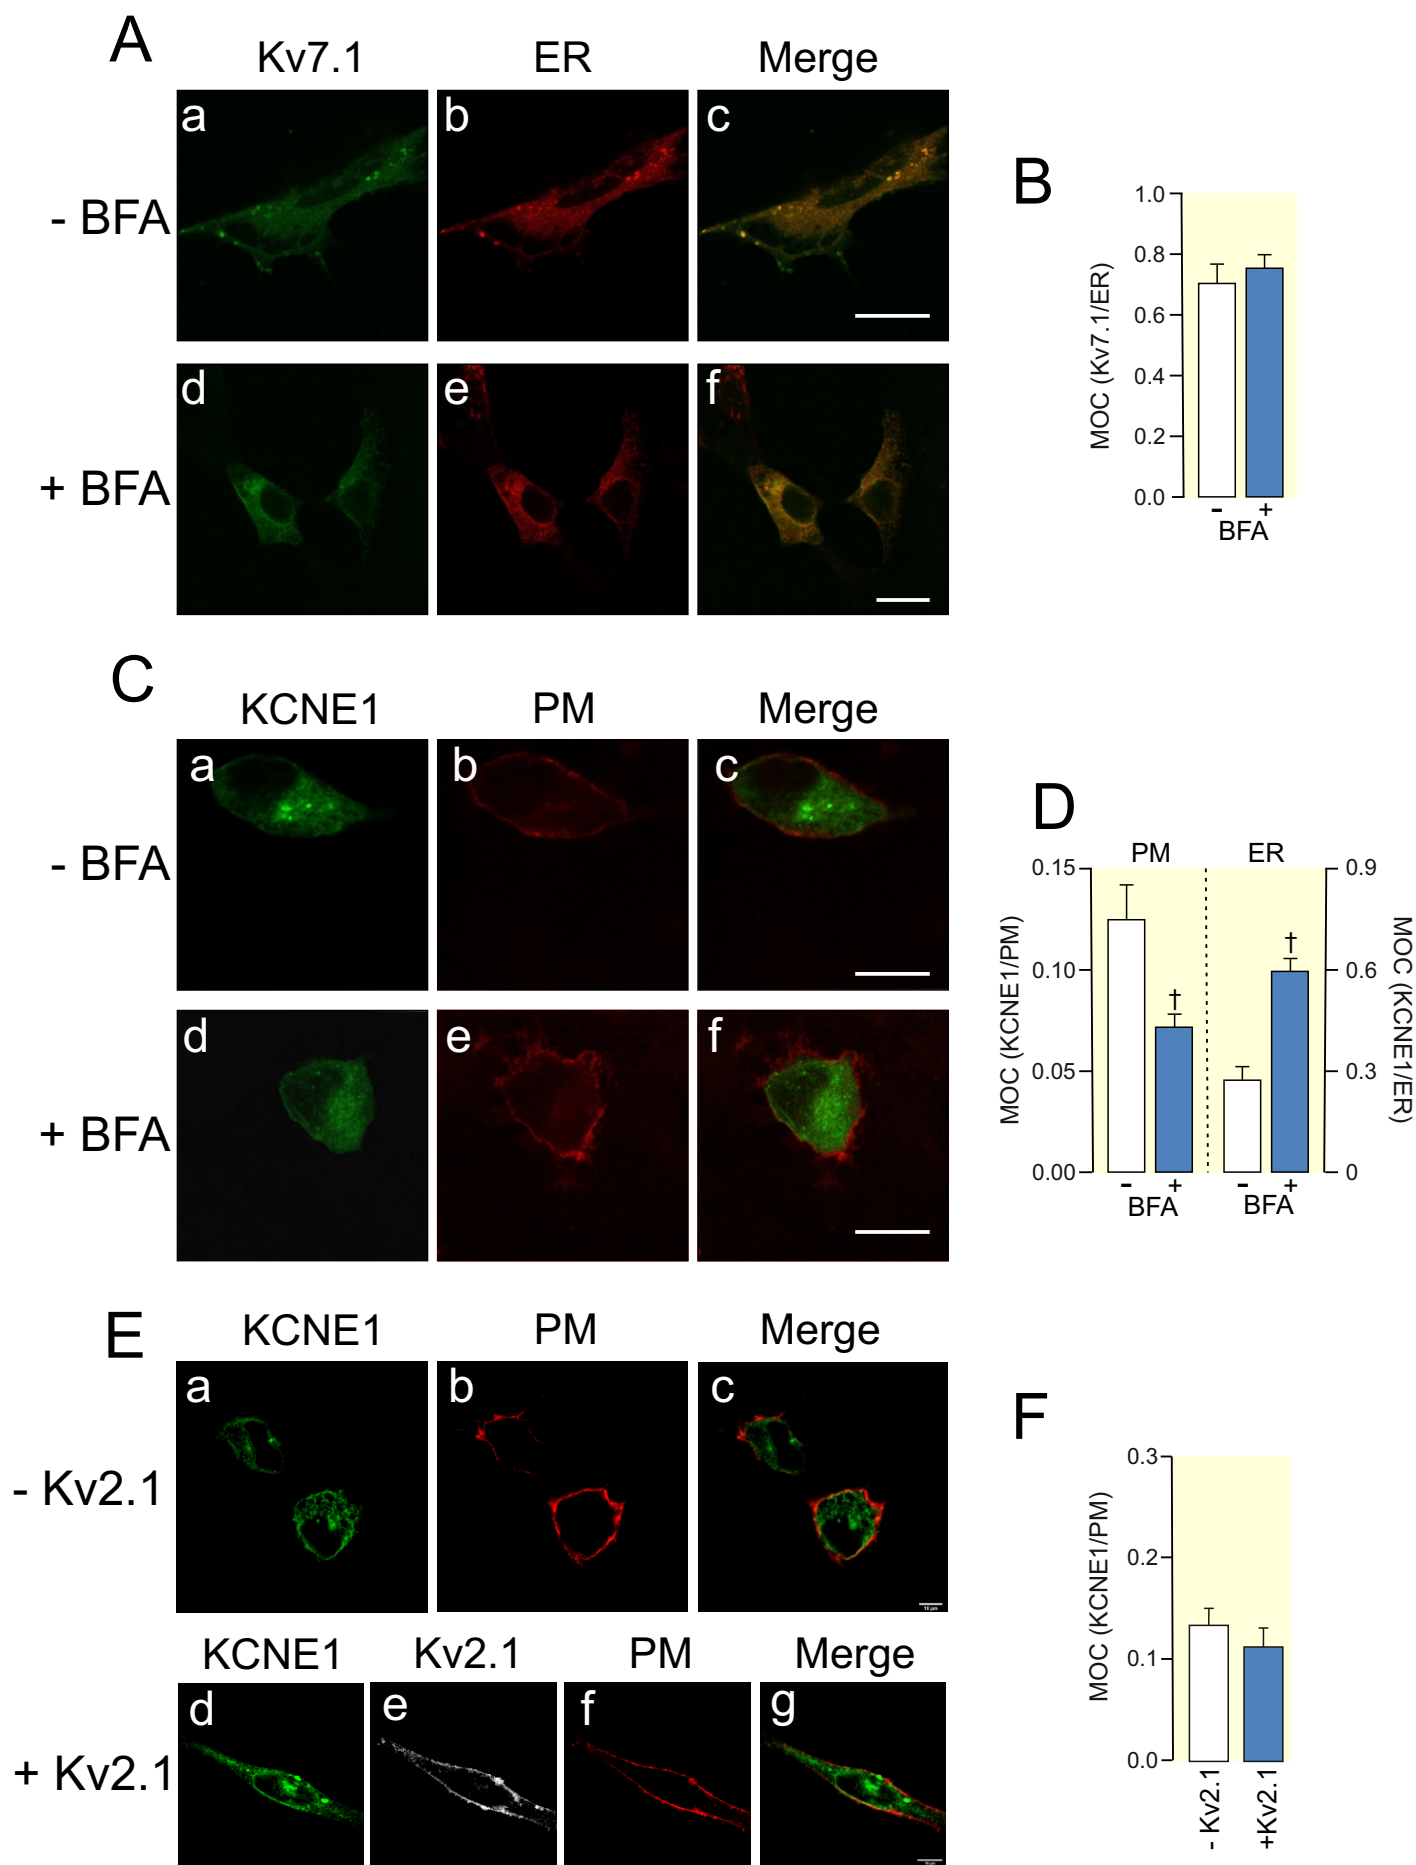 A
Kv7.1 ER Merge
- BFA
a b c
+ BFA
d e f
B
MOC (Kv7.1/ER)
1.0
0.8
0.6
0.4
0.2
0.0
- +
BFA
C
KCNE1 PM Merge
- BFA
a b c
+ BFA
d e f
D
PM ER
MOC (KCNE1/PM)
0.15
0.10
0.05
0.00
† †
0.9
0.6
0.3
0
MOC (KCNE1/ER)
- + - +
BFA BFA
E
KCNE1 PM Merge
- Kv2.1
a b c
10 µm
KCNE1 Kv2.1 PM Merge
+ Kv2.1
d e f g
10 µm
F
MOC (KCNE1/PM)
0.3
0.2
0.1
0.0
- Kv2.1
+Kv2.1